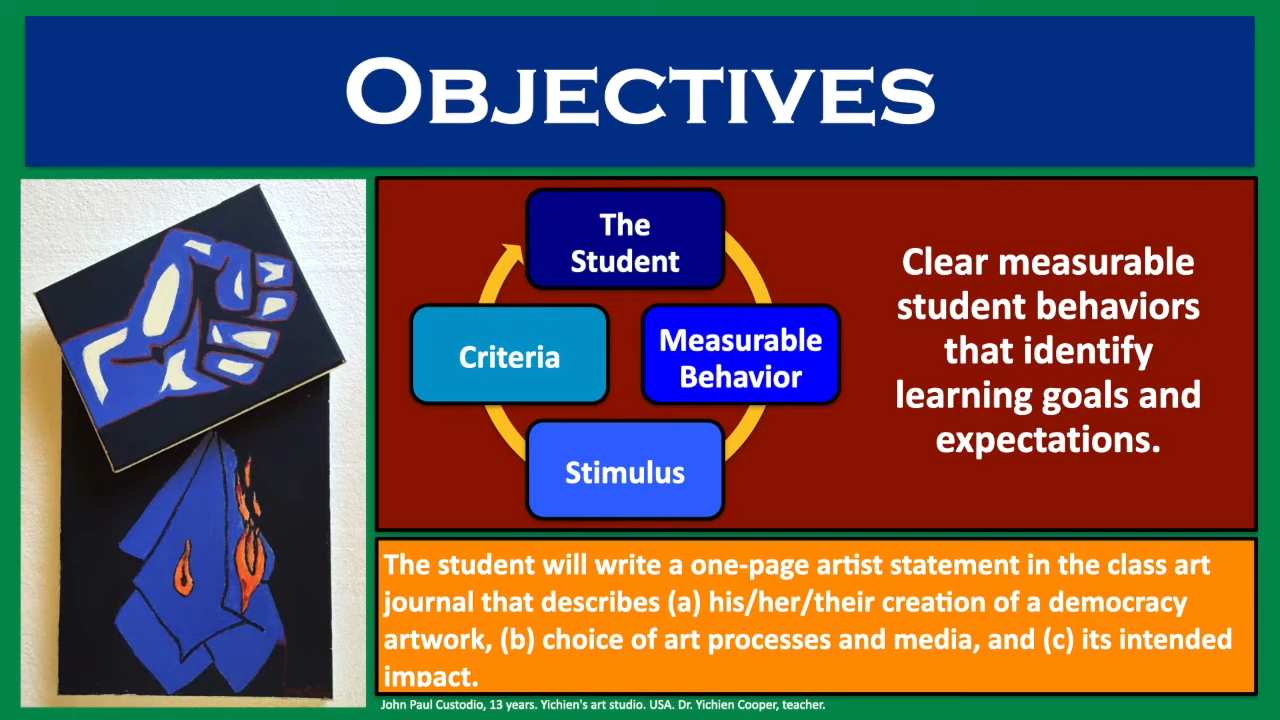 OBJECTIVES
The
Student
Measurable
Behavior
Stimulus
Criteria
Clear measurable
student behaviors
that identify
learning goals and
expectations.
The student will write a one-page artist statement in the class art
journal that describes (a) his/her/their creation of a democracy
artwork, (b) choice of art processes and media, and (c) its intended
impact.
John Paul Custodio, 13 years. Yichien's art studio. USA. Dr. Yichien Cooper, teacher.